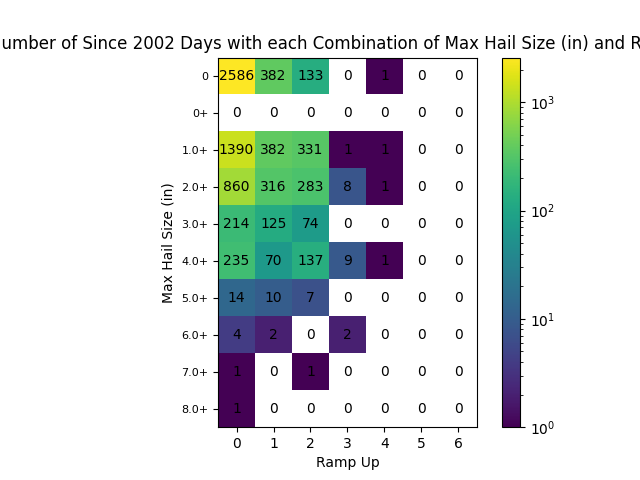 umber of Since 2002 Days with each Combination of Max Hail Size (in) and R
0 2586 382 133 0 1 0 0
0+ 0 0 0 0 0 0 0
1.0+ 1390 382 331 1 1 0 0
2.0+ 860 316 283 8 1 0 0
3.0+ 214 125 74 0 0 0 0
4.0+ 235 70 137 9 1 0 0
5.0+ 14 10 7 0 0 0 0
6.0+ 4 2 0 2 0 0 0
7.0+ 1 0 1 0 0 0 0
8.0+ 1 0 0 0 0 0 0
0 1 2 3 4 5 6
Ramp Up
Max Hail Size (in)
10³
10²
10¹
10⁰